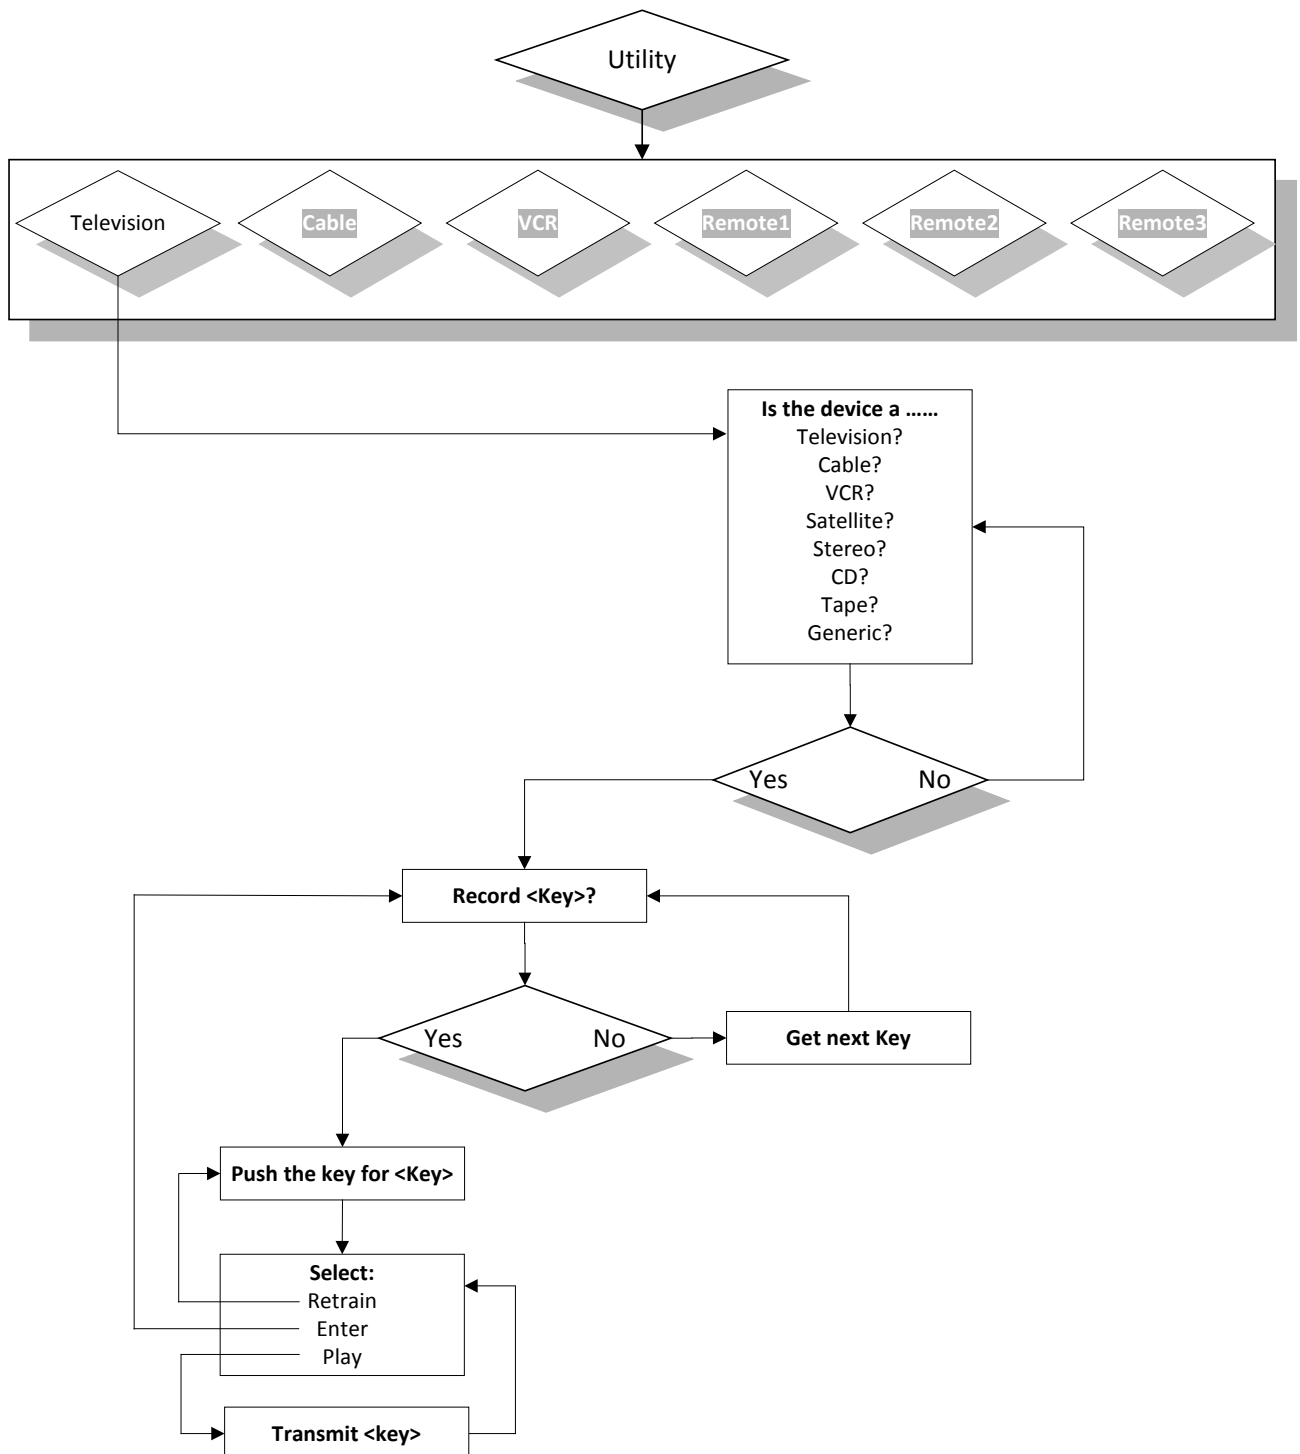 Utility
Television
Cable
VCR
Remote1
Remote2
Remote3
Is the device a ......
Television?
Cable?
VCR?
Satellite?
Stereo?
CD?
Tape?
Generic?
Yes
No
Record <Key>?
Yes
No
Get next Key
Push the key for <Key>
Select:
Retrain
Enter
Play
Transmit <key>